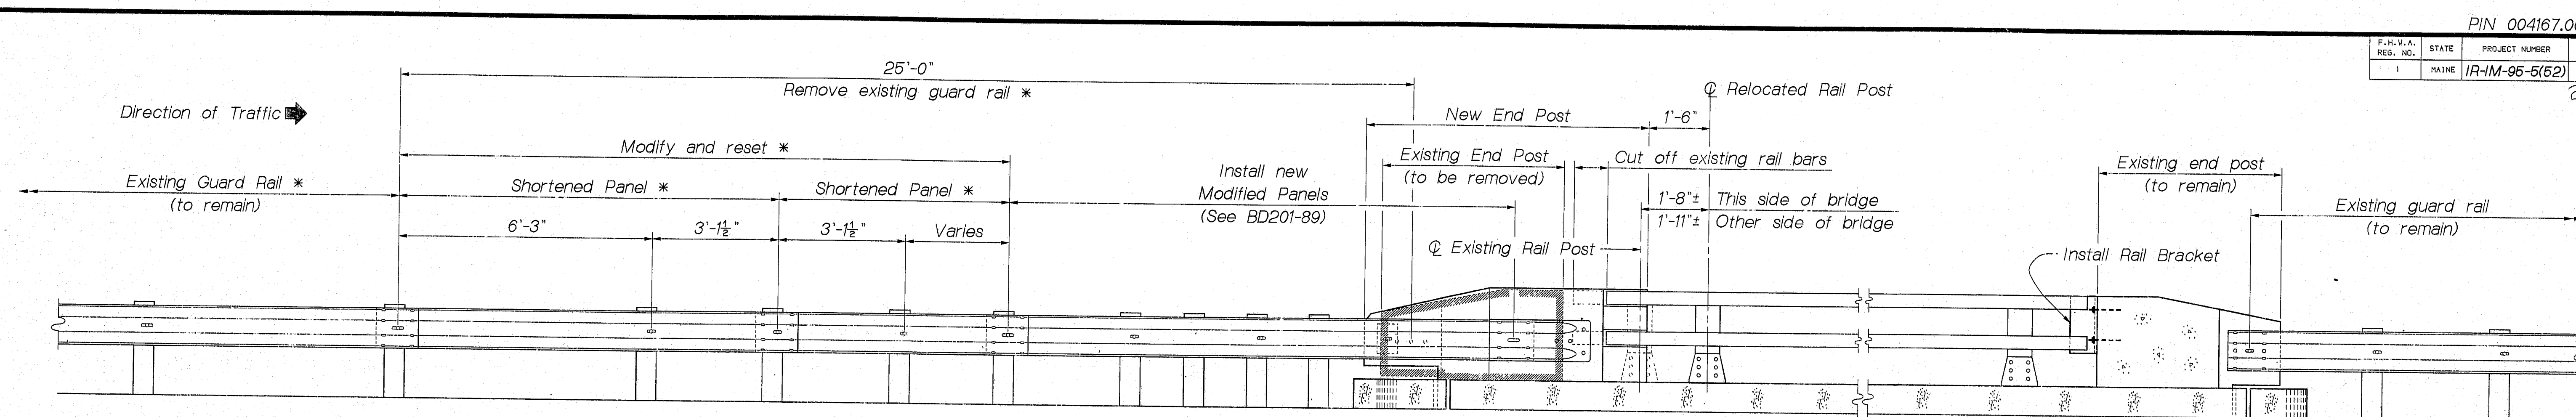 PIN 004167.0
F.H.W.A. REG. NO.
STATE
PROJECT NUMBER
1
MAINE
IR-IM-95-5(52)
25'-0"
Remove existing guard rail *
Direction of Traffic
℄ Relocated Rail Post
New End Post
1'-6"
Modify and reset *
Existing End Post
(to be removed)
Cut off existing rail bars
Existing end post
(to remain)
Existing Guard Rail *
(to remain)
Shortened Panel *
Shortened Panel *
Install new
Modified Panels
(See BD201-89)
1'-8"± This side of bridge
1'-11"± Other side of bridge
Existing guard rail
(to remain)
6'-3"
3'-1½"
3'-1½"
Varies
℄ Existing Rail Post
Install Rail Bracket